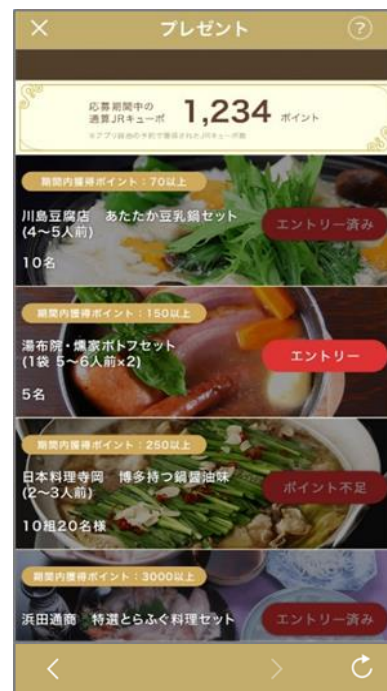 プレゼント
?
応募期間中の
通算JRキューポ 1,234 ポイント
※アプリ経由の予約で獲得されたJRキューポ数
期間内獲得ポイント：70以上
川島豆腐店　あたたか豆乳鍋セット
(4〜5人前)
エントリー済み
10名
期間内獲得ポイント：150以上
湯布院・燻家ポトフセット
(1袋 5〜6人前×2)
エントリー
5名
期間内獲得ポイント：250以上
日本料理寺岡　博多持つ鍋醤油味
(2〜3人前)
ポイント不足
10組20名様
期間内獲得ポイント：3000以上
浜田通商　特選とらふぐ料理セット
エントリー済み